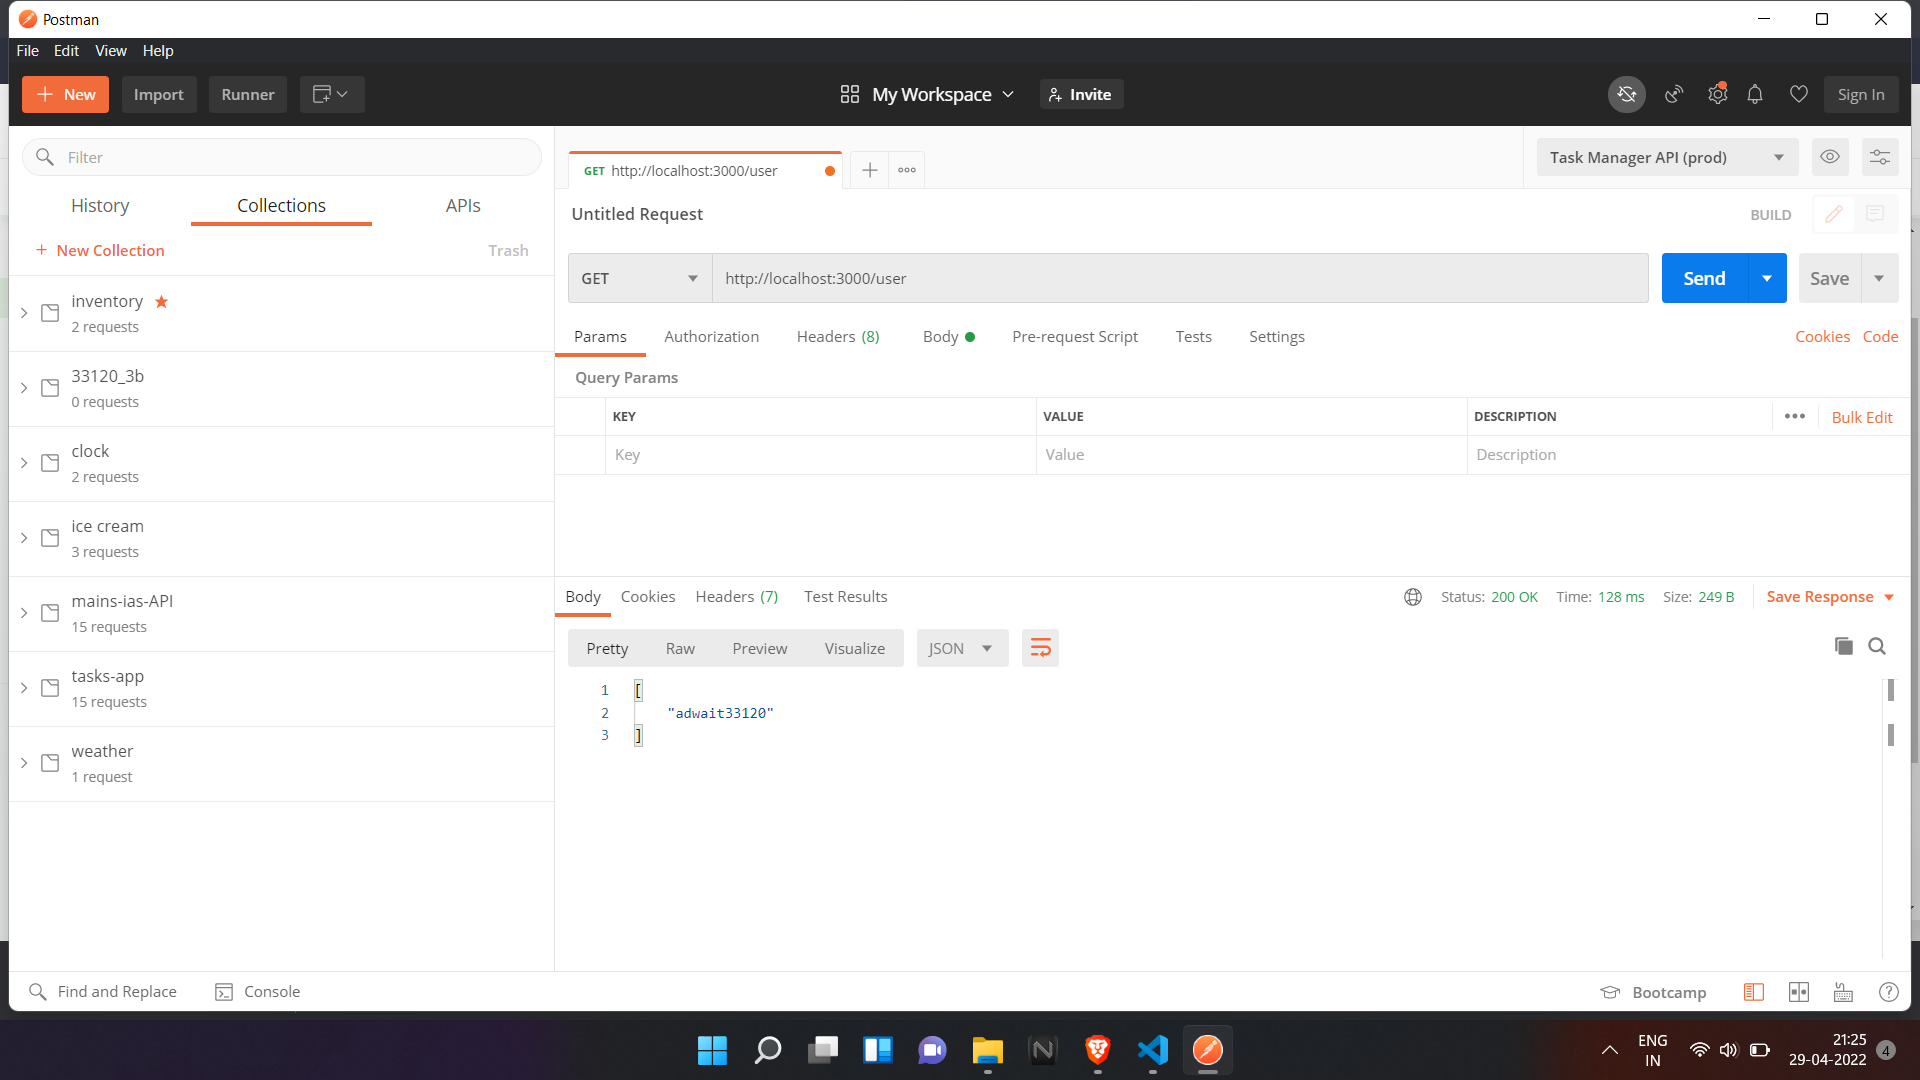 Postman
File Edit View Help
New Import Runner My Workspace Invite Sign In
Filter
History Collections APIs
+ New Collection Trash
inventory
2 requests
33120_3b
0 requests
clock
2 requests
ice cream
3 requests
mains-ias-API
15 requests
tasks-app
15 requests
weather
1 request
GET http://localhost:3000/user
Task Manager API (prod)
Untitled Request BUILD
GET http://localhost:3000/user Send Save
Params Authorization Headers (8) Body Pre-request Script Tests Settings Cookies Code
Query Params
KEY VALUE DESCRIPTION Bulk Edit
Key Value Description
Body Cookies Headers (7) Test Results Status: 200 OK Time: 128 ms Size: 249 B Save Response
Pretty Raw Preview Visualize JSON
1 [
2 "adwait33120"
3 ]
Find and Replace Console Bootcamp
ENG 21:25
IN 29-04-2022 4